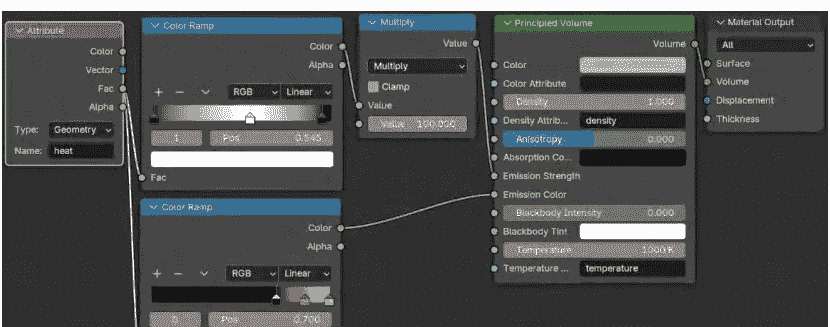 Attribute
Color
Vector
Fac
Alpha
Type: Geometry
Name: heat
Color Ramp
Color
Alpha
+ − RGB Linear
1 Pos 0.545
Fac
Color Ramp
Color
Alpha
+ − RGB Linear
0 Pos 0.700
Multiply
Value
Multiply
Clamp
Value
Value 100.000
Principled Volume
Volume
Color
Color Attribute
Density 1.000
Density Attrib... density
Anisotropy 0.000
Absorption Co...
Emission Strength
Emission Color
Blackbody Intensity 0.000
Blackbody Tint
Temperature 1000 K
Temperature ... temperature
Material Output
All
Surface
Volume
Displacement
Thickness